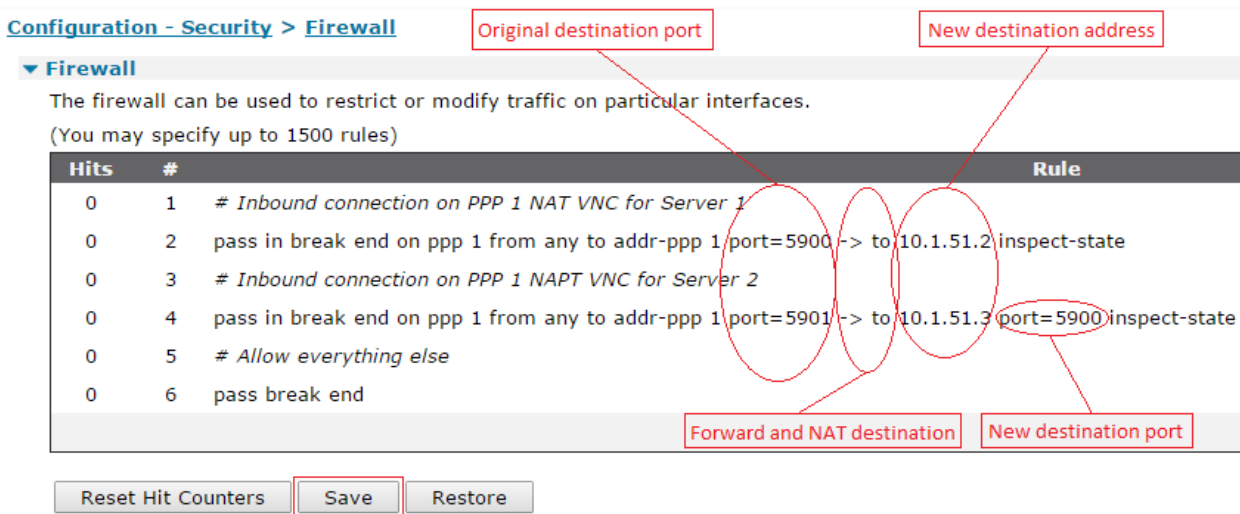 Configuration - Security > Firewall
Original destination port
New destination address
Firewall
The firewall can be used to restrict or modify traffic on particular interfaces.
(You may specify up to 1500 rules)
Hits # Rule
0 1 # Inbound connection on PPP 1 NAT VNC for Server 1
0 2 pass in break end on ppp 1 from any to addr-ppp 1 port=5900 -> to 10.1.51.2 inspect-state
0 3 # Inbound connection on PPP 1 NAPT VNC for Server 2
0 4 pass in break end on ppp 1 from any to addr-ppp 1 port=5901 -> to 10.1.51.3 port=5900 inspect-state
0 5 # Allow everything else
0 6 pass break end
Forward and NAT destination
New destination port
Reset Hit Counters Save Restore